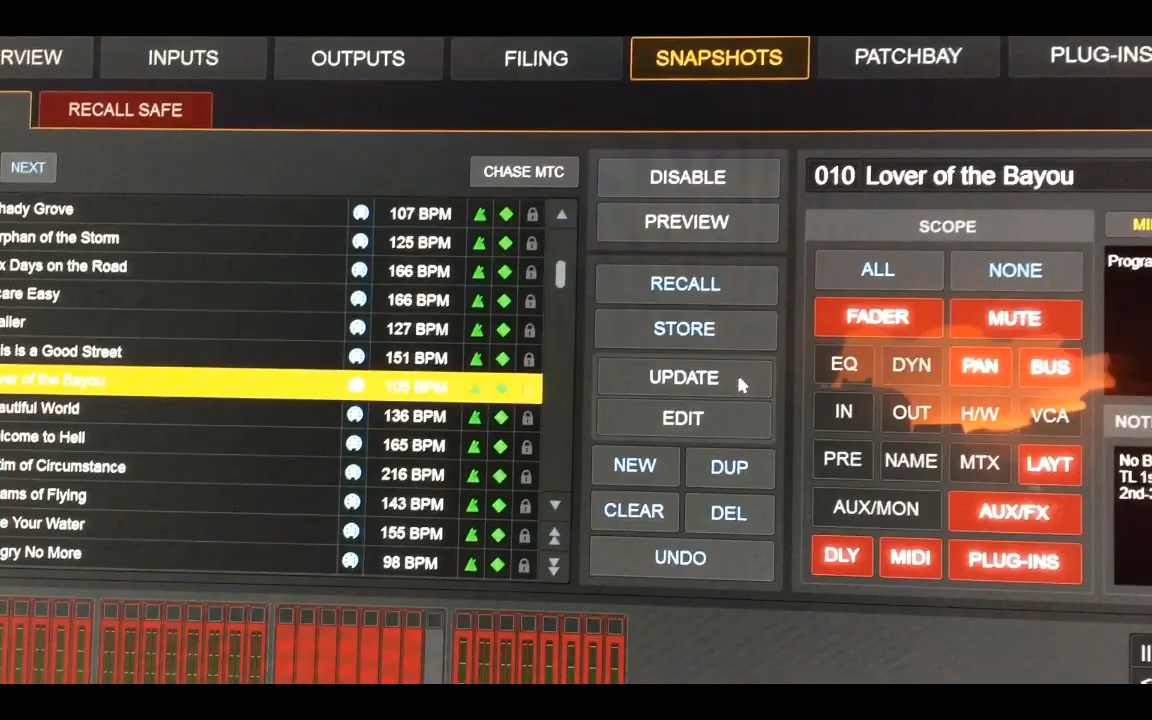 RVIEW INPUTS OUTPUTS FILING SNAPSHOTS PATCHBAY PLUG-INS
RECALL SAFE
NEXT CHASE MTC
hady Grove 107 BPM
rphan of the Storm 125 BPM
x Days on the Road 166 BPM
care Easy 166 BPM
ailer 127 BPM
is is a Good Street 151 BPM
ver of the Bayou 105 BPM
autiful World 136 BPM
lcome to Hell 165 BPM
tim of Circumstance 216 BPM
ams of Flying 143 BPM
e Your Water 155 BPM
gry No More 98 BPM
DISABLE
PREVIEW
RECALL
STORE
UPDATE
EDIT
NEW DUP
CLEAR DEL
UNDO
010 Lover of the Bayou
SCOPE
ALL NONE
FADER MUTE
EQ DYN PAN BUS
IN OUT H/W VCA
PRE NAME MTX LAYT
AUX/MON AUX/FX
DLY MIDI PLUG-INS
MI
Progra
NOT
No B
TL 1s
2nd-